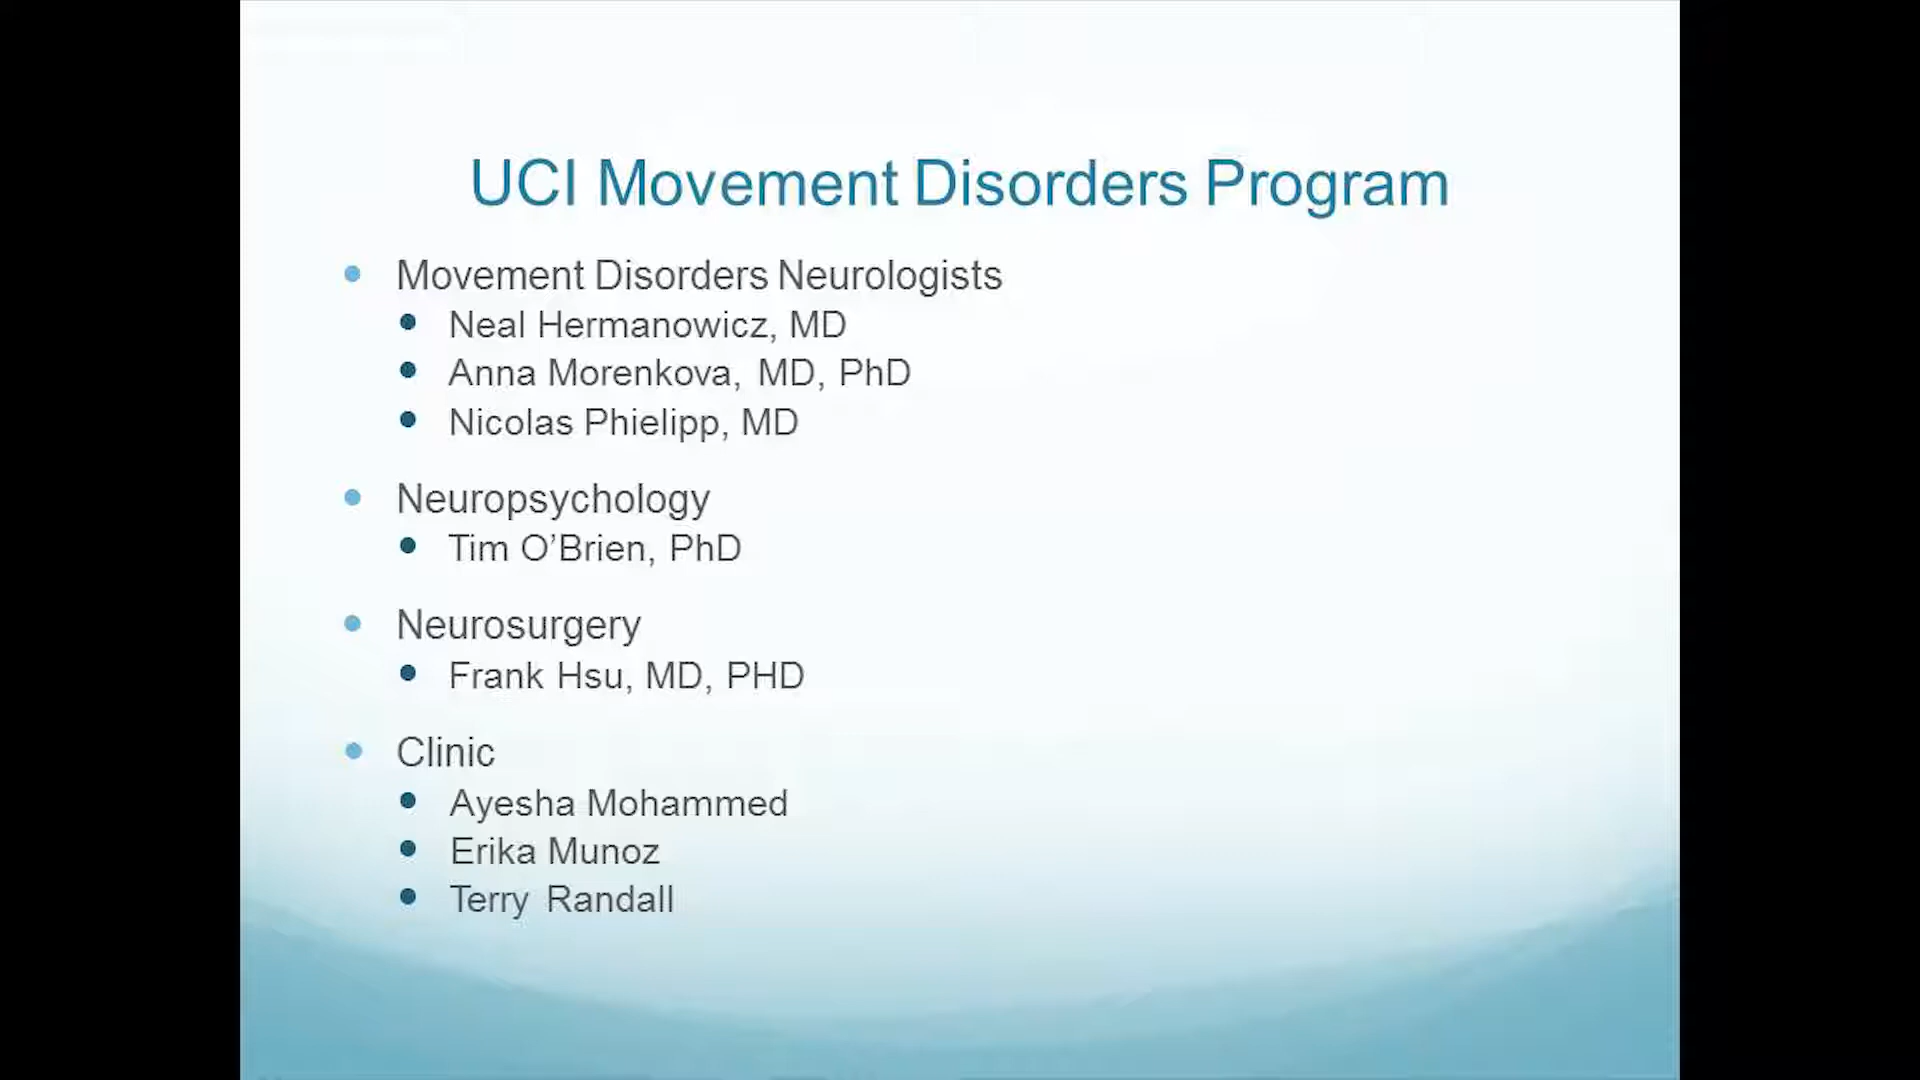 UCI Movement Disorders Program
Movement Disorders Neurologists
Neal Hermanowicz, MD
Anna Morenkova, MD, PhD
Nicolas Phielipp, MD
Neuropsychology
Tim O’Brien, PhD
Neurosurgery
Frank Hsu, MD, PHD
Clinic
Ayesha Mohammed
Erika Munoz
Terry Randall